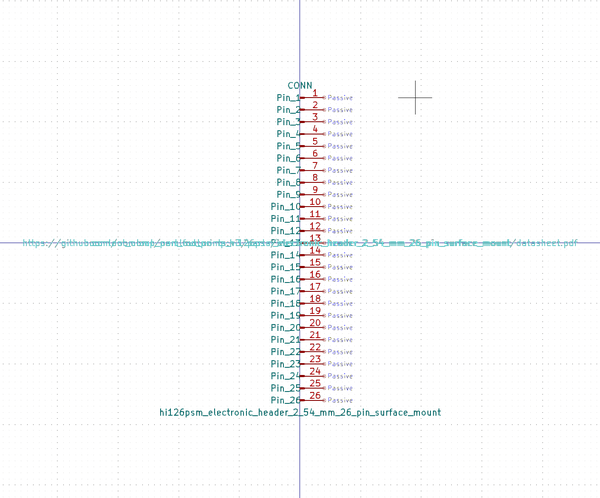 CONN
Pin_1 1 Passive
Pin_2 2 Passive
Pin_3 3 Passive
Pin_4 4 Passive
Pin_5 5 Passive
Pin_6 6 Passive
Pin_7 7 Passive
Pin_8 8 Passive
Pin_9 9 Passive
Pin_10 10 Passive
Pin_11 11 Passive
Pin_12 12 Passive
13
Pin_14 14 Passive
Pin_15 15 Passive
Pin_16 16 Passive
Pin_17 17 Passive
Pin_18 18 Passive
Pin_19 19 Passive
Pin_20 20 Passive
Pin_21 21 Passive
Pin_22 22 Passive
Pin_23 23 Passive
Pin_24 24 Passive
Pin_25 25 Passive
Pin_26 26 Passive
hi126psm_electronic_header_2_54_mm_26_pin_surface_mount